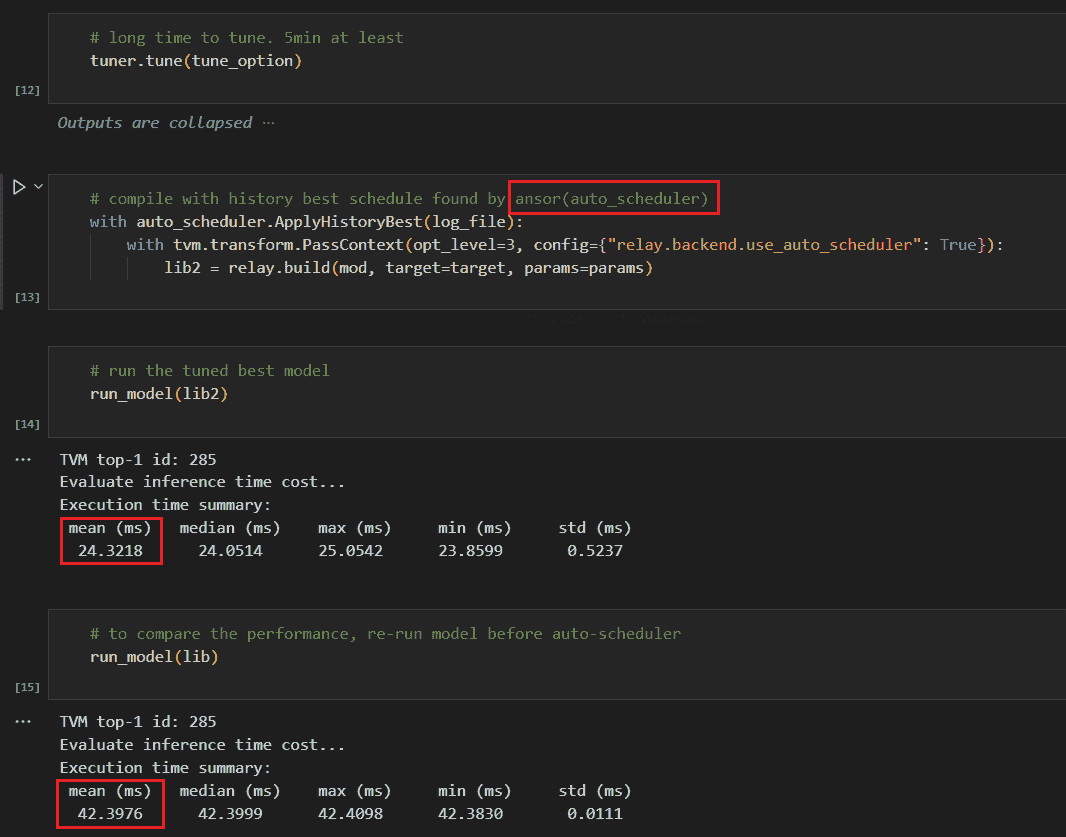 # long time to tune. 5min at least
tuner.tune(tune_option)
[12]
Outputs are collapsed ···
# compile with history best schedule found by ansor(auto_scheduler)
with auto_scheduler.ApplyHistoryBest(log_file):
with tvm.transform.PassContext(opt_level=3, config={"relay.backend.use_auto_scheduler": True}):
lib2 = relay.build(mod, target=target, params=params)
[13]
# run the tuned best model
run_model(lib2)
[14]
··· TVM top-1 id: 285
Evaluate inference time cost...
Execution time summary:
mean (ms) median (ms) max (ms) min (ms) std (ms)
24.3218 24.0514 25.0542 23.8599 0.5237
# to compare the performance, re-run model before auto-scheduler
run_model(lib)
[15]
··· TVM top-1 id: 285
Evaluate inference time cost...
Execution time summary:
mean (ms) median (ms) max (ms) min (ms) std (ms)
42.3976 42.3999 42.4098 42.3830 0.0111